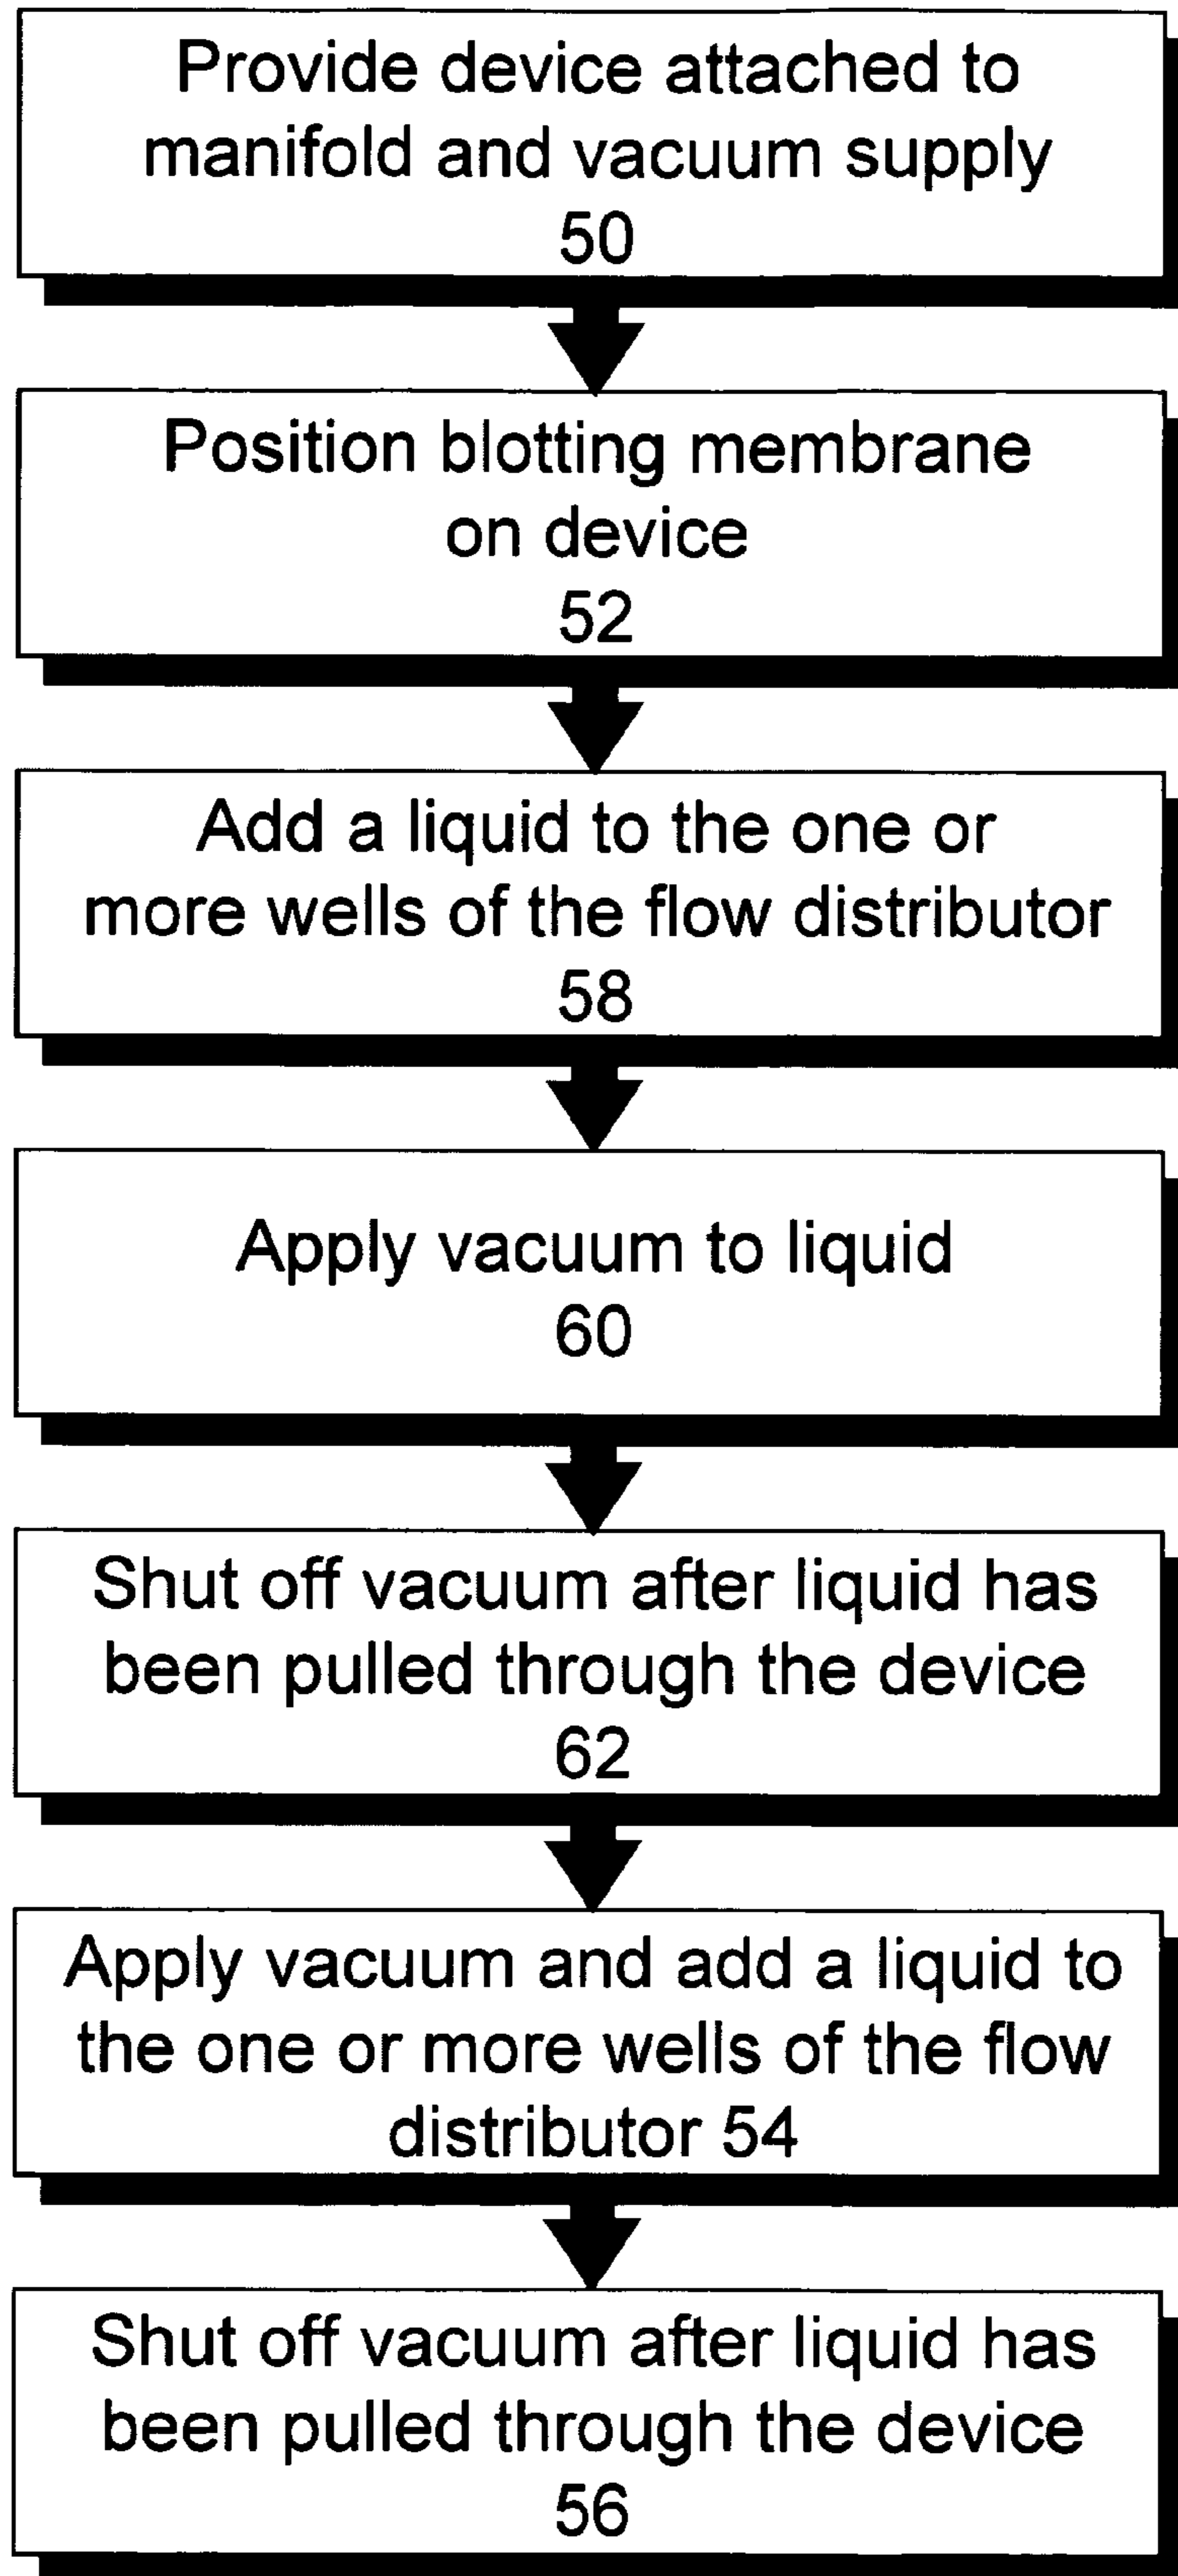 Provide device attached to
manifold and vacuum supply
50
Position blotting membrane
on device
52
Add a liquid to the one or
more wells of the flow distributor
58
Apply vacuum to liquid
60
Shut off vacuum after liquid has
been pulled through the device
62
Apply vacuum and add a liquid to
the one or more wells of the flow
distributor 54
Shut off vacuum after liquid has
been pulled through the device
56